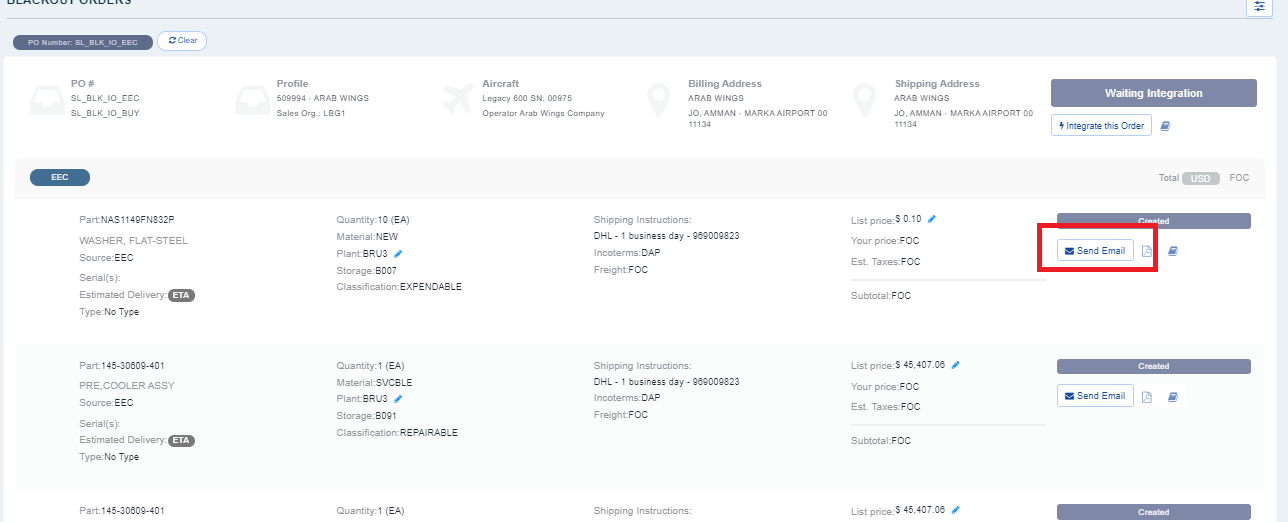 BLACKOUT ORDERS
PO Number: SL_BLK_IO_EEC
Clear
PO #
SL_BLK_IO_EEC
SL_BLK_IO_BUY
Profile
509994 - ARAB WINGS
Sales Org.: LBG1
Aircraft
Legacy 600 SN: 00975
Operator Arab Wings Company
Billing Address
ARAB WINGS
JO, AMMAN - MARKA AIRPORT 00
11134
Shipping Address
ARAB WINGS
JO, AMMAN - MARKA AIRPORT 00
11134
Waiting Integration
Integrate this Order
EEC
Total USD FOC
Part:NAS1149FN832P
WASHER, FLAT-STEEL
Source:EEC
Serial(s):
Estimated Delivery: ETA
Type:No Type
Quantity:10 (EA)
Material:NEW
Plant:BRU3
Storage:B007
Classification:EXPENDABLE
Shipping Instructions:
DHL - 1 business day - 969009823
Incoterms:DAP
Freight:FOC
List price:$ 0.10
Your price:FOC
Est. Taxes:FOC
Subtotal:FOC
Created
Send Email
Part:145-30609-401
PRE,COOLER ASSY
Source:EEC
Serial(s):
Estimated Delivery: ETA
Type:No Type
Quantity:1 (EA)
Material:SVCBLE
Plant:BRU3
Storage:B091
Classification:REPAIRABLE
Shipping Instructions:
DHL - 1 business day - 969009823
Incoterms:DAP
Freight:FOC
List price:$ 45,407.06
Your price:FOC
Est. Taxes:FOC
Subtotal:FOC
Created
Send Email
Part:145-30609-401
Quantity:1 (EA)
Shipping Instructions:
List price:$ 45,407.06
Created